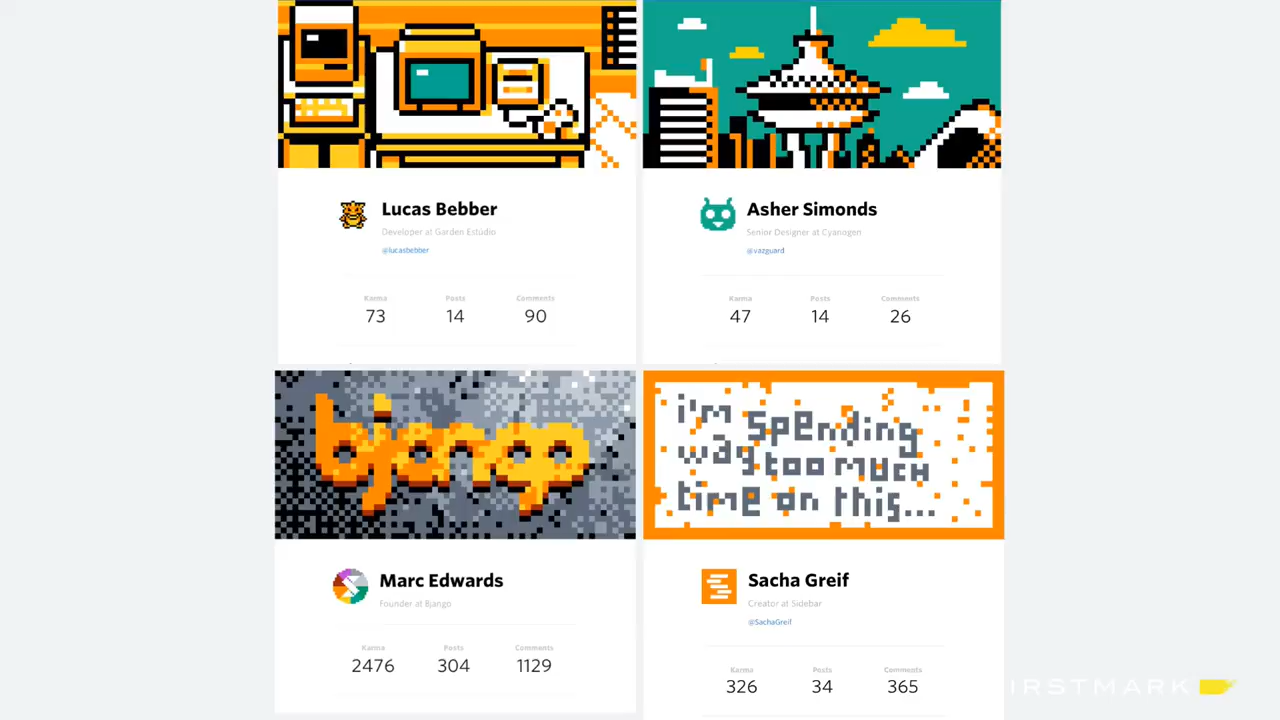 Lucas Bebber
Developer at Garden Estúdio
@lucasbebber
Karma Posts Comments
73 14 90
Asher Simonds
Senior Designer at Cyanogen
@vazguard
Karma Posts Comments
47 14 26
bjango
Marc Edwards
Founder at Bjango
Karma Posts Comments
2476 304 1129
i'm spending
way too much
time on this...
Sacha Greif
Creator at Sidebar
@SachaGreif
Karma Posts Comments
326 34 365
IRSTMARK